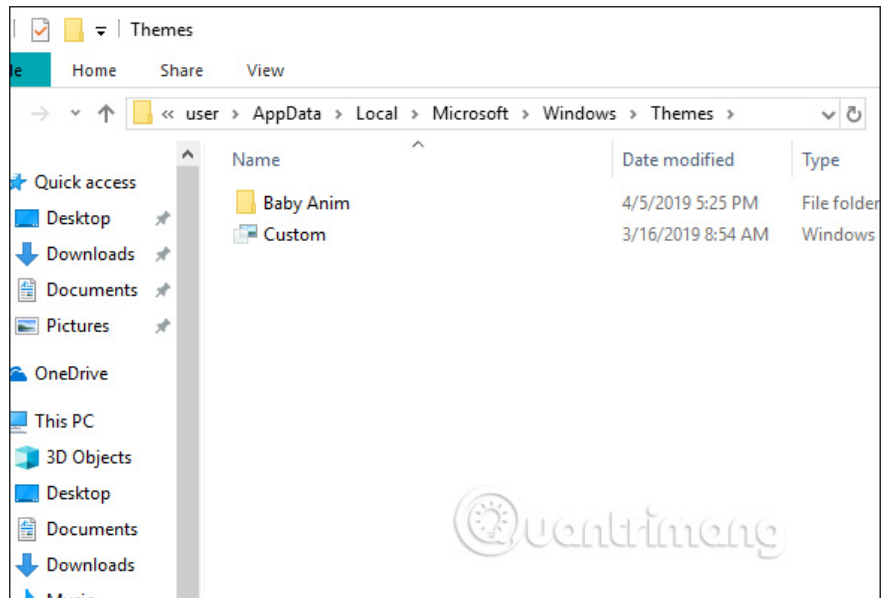 Themes
le Home Share View
« user > AppData > Local > Microsoft > Windows > Themes >
Name Date modified Type
Quick access
Baby Anim 4/5/2019 5:25 PM File folder
Desktop
Custom 3/16/2019 8:54 AM Windows
Downloads
Documents
Pictures
OneDrive
This PC
3D Objects
Desktop
Documents
Downloads
Quantrimang